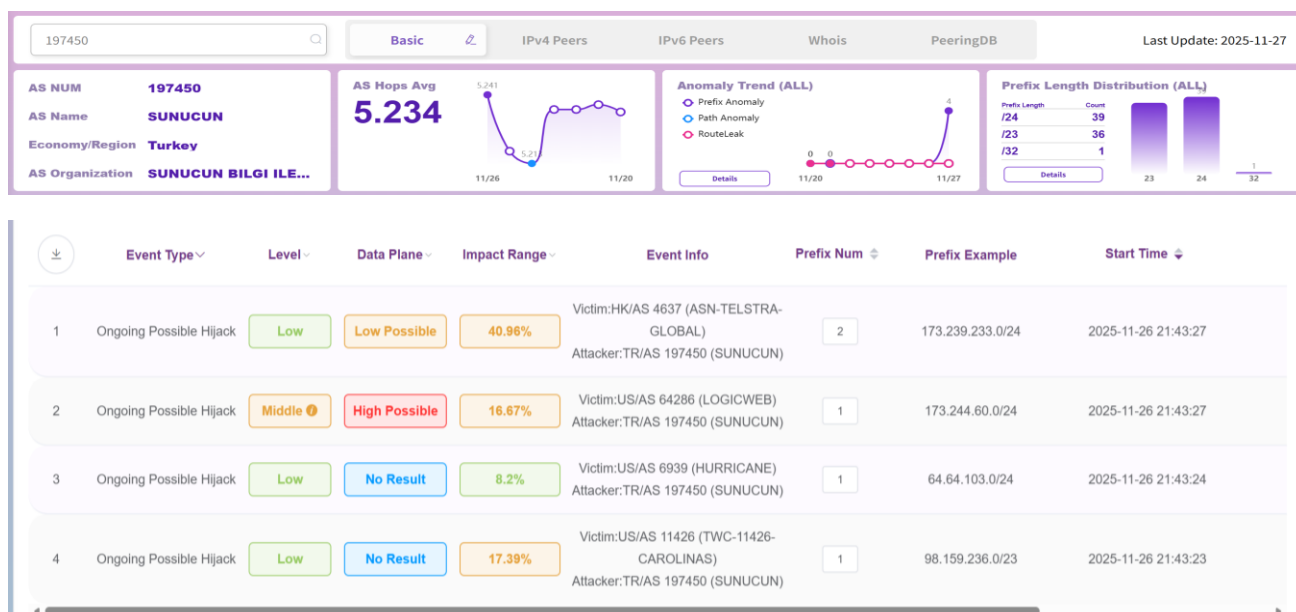 197450
Basic
IPv4 Peers
IPv6 Peers
Whois
PeeringDB
Last Update: 2025-11-27
AS NUM 197450
AS Name SUNUCUN
Economy/Region Turkey
AS Organization SUNUCUN BILGI ILE...
AS Hops Avg
5.234
5.241
5.21
11/26
11/20
Anomaly Trend (ALL)
Prefix Anomaly
Path Anomaly
RouteLeak
Details
0 0
4
11/20
11/27
Prefix Length Distribution (ALL)
Prefix Length Count
/24 39
/23 36
/32 1
Details
1
23 24 32
Event Type Level Data Plane Impact Range Event Info Prefix Num Prefix Example Start Time
Victim:HK/AS 4637 (ASN-TELSTRA-
1 Ongoing Possible Hijack Low Low Possible 40.96% GLOBAL) 2 173.239.233.0/24 2025-11-26 21:43:27
Attacker:TR/AS 197450 (SUNUCUN)
Victim:US/AS 64286 (LOGICWEB)
2 Ongoing Possible Hijack Middle High Possible 16.67% 1 173.244.60.0/24 2025-11-26 21:43:27
Attacker:TR/AS 197450 (SUNUCUN)
Victim:US/AS 6939 (HURRICANE)
3 Ongoing Possible Hijack Low No Result 8.2% 1 64.64.103.0/24 2025-11-26 21:43:24
Attacker:TR/AS 197450 (SUNUCUN)
Victim:US/AS 11426 (TWC-11426-
4 Ongoing Possible Hijack Low No Result 17.39% CAROLINAS) 1 98.159.236.0/23 2025-11-26 21:43:23
Attacker:TR/AS 197450 (SUNUCUN)